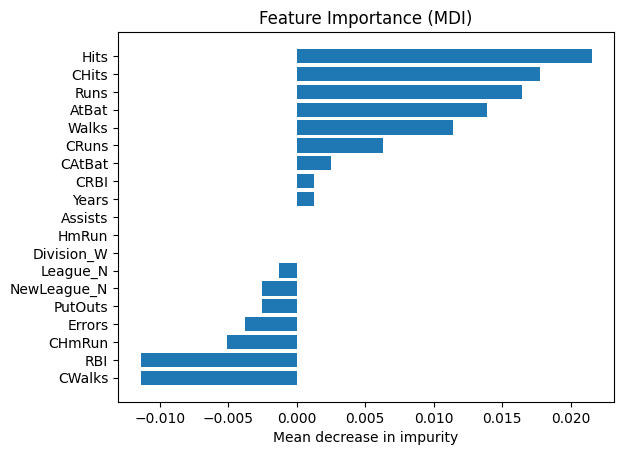 Feature Importance (MDI)
Hits
CHits
Runs
AtBat
Walks
CRuns
CAtBat
CRBI
Years
Assists
HmRun
Division_W
League_N
NewLeague_N
PutOuts
Errors
CHmRun
RBI
CWalks
−0.010 −0.005 0.000 0.005 0.010 0.015 0.020
Mean decrease in impurity